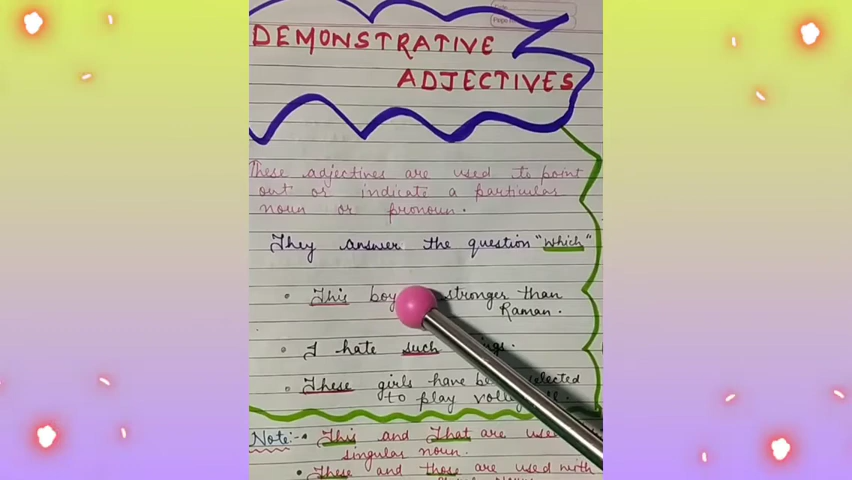 DEMONSTRATIVE
ADJECTIVES
These adjectives are used to point
out or indicate a particular
noun or pronoun.
They answer the question "which"
• This boy stronger than
Raman.
• I hate such
• These girls have selected
to play
Note:- • This and That are
singular noun.
• These and those are used with